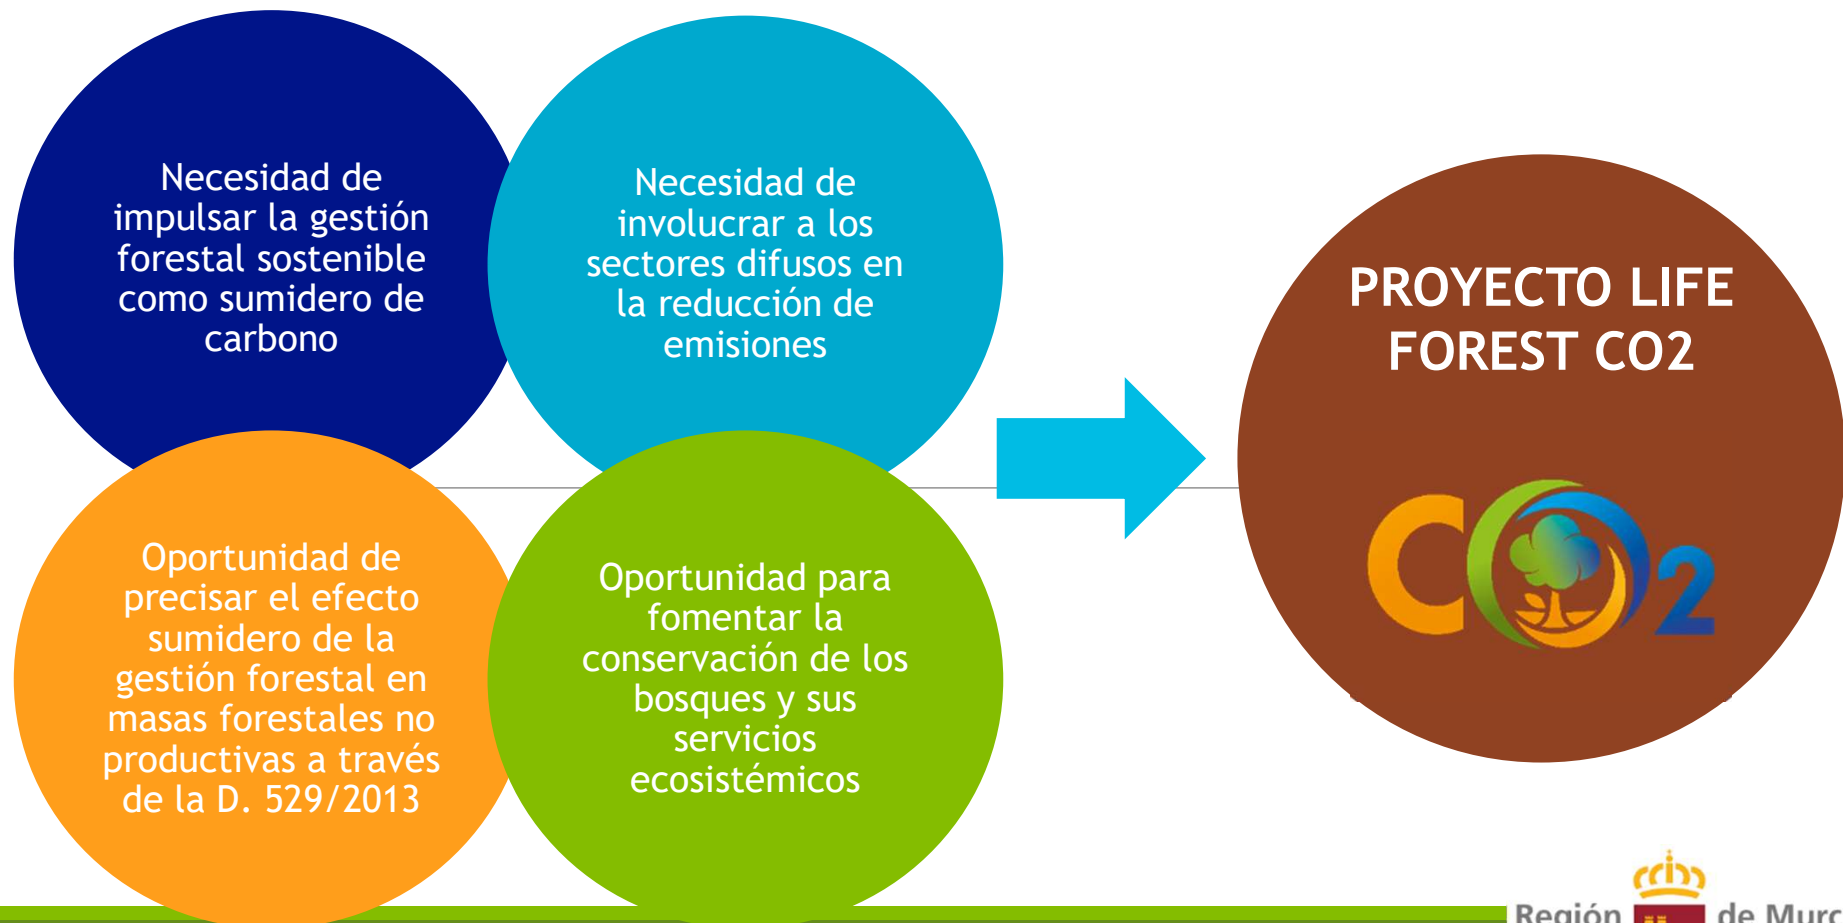 Necesidad de
impulsar la gestión
forestal sostenible
como sumidero de
carbono
Necesidad de
involucrar a los
sectores difusos en
la reducción de
emisiones
Oportunidad de
precisar el efecto
sumidero de la
gestión forestal en
masas forestales no
productivas a través
de la D. 529/2013
Oportunidad para
fomentar la
conservación de los
bosques y sus
servicios
ecosistémicos
PROYECTO LIFE
FOREST CO2
CO2
Región de Murc